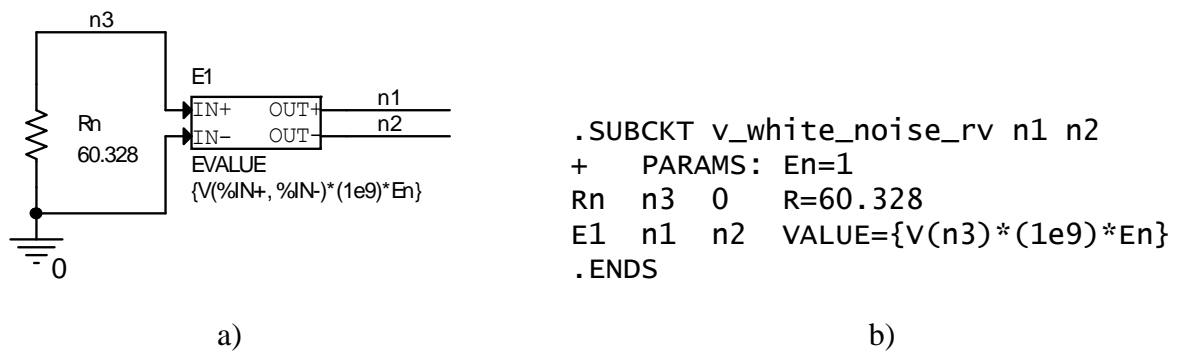 n3
E1
IN+ OUT+ n1
IN- OUT- n2
Rn
60.328
EVALUE
{V(%IN+, %IN-)*(1e9)*En}
0
a)
.SUBCKT v_white_noise_rv n1 n2
+ PARAMS: En=1
Rn n3 0 R=60.328
E1 n1 n2 VALUE={V(n3)*(1e9)*En}
.ENDS
b)